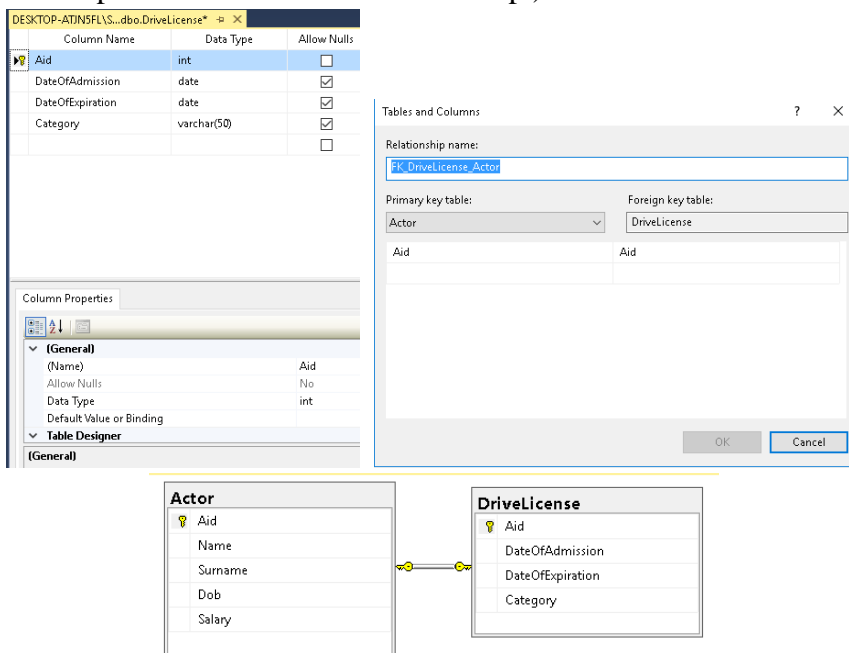 DESKTOP-ATJN5FL\S...dbo.DriveLicense*
Column Name Data Type Allow Nulls
Aid int
DateOfAdmission date
DateOfExpiration date
Category varchar(50)
Column Properties
(General)
(Name) Aid
Allow Nulls No
Data Type int
Default Value or Binding
Table Designer
(General)
Tables and Columns ?
Relationship name:
FK_DriveLicense_Actor
Primary key table: Foreign key table:
Actor DriveLicense
Aid Aid
OK Cancel
Actor
Aid
Name
Surname
Dob
Salary
DriveLicense
Aid
DateOfAdmission
DateOfExpiration
Category